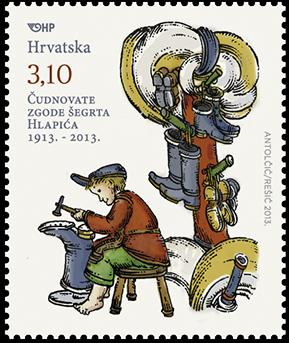 HP
Hrvatska
3,10
ČUDNOVATE
ZGODE ŠEGRTA
HLAPIĆA
1913. - 2013.
ANTOLČIĆ/REŠIĆ 2013.